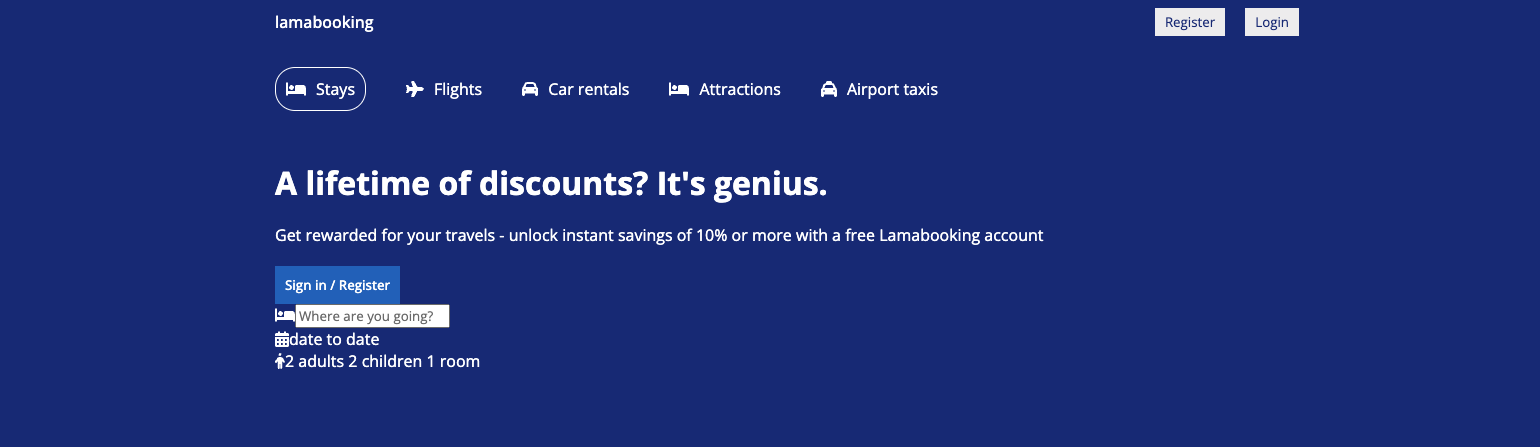 lamabooking Register Login
Stays Flights Car rentals Attractions Airport taxis
A lifetime of discounts? It's genius.
Get rewarded for your travels - unlock instant savings of 10% or more with a free Lamabooking account
Sign in / Register
Where are you going?
date to date
2 adults 2 children 1 room